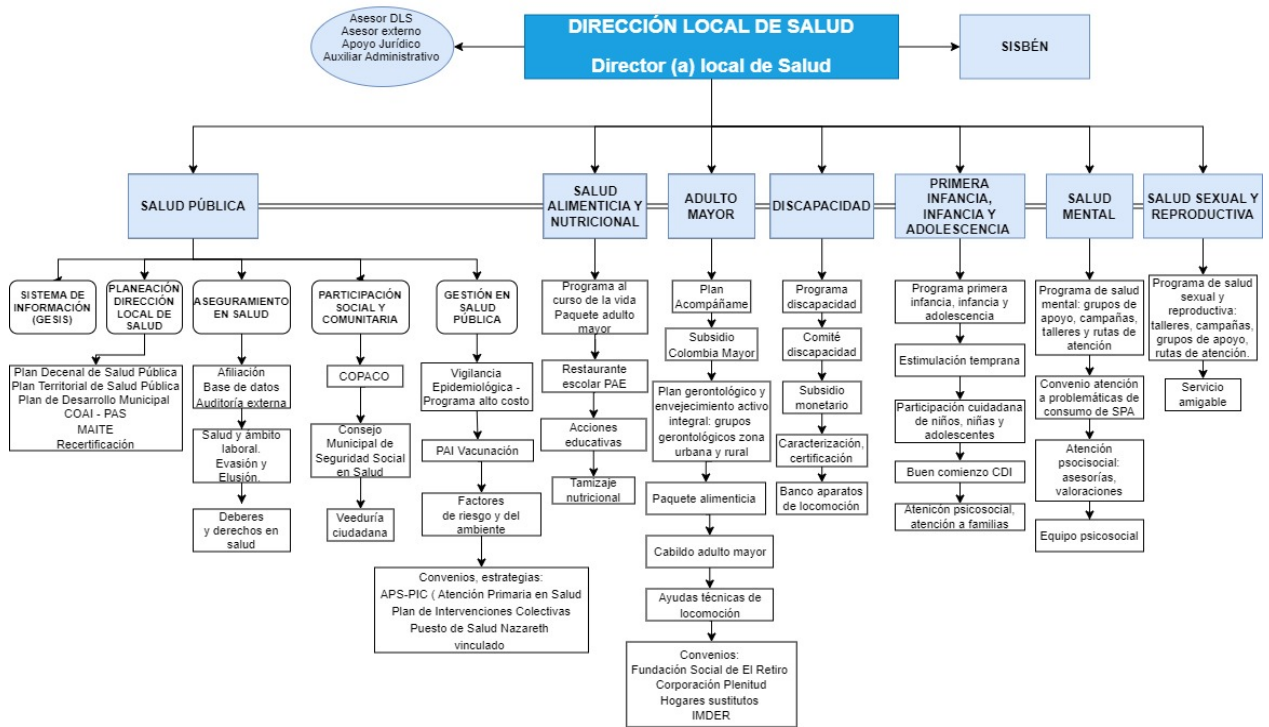 Asesor DLS
Asesor externo
Apoyo Jurídico
Auxiliar Administrativo
DIRECCIÓN LOCAL DE SALUD
Director (a) local de Salud
SISBÉN
SALUD PÚBLICA
SALUD
ALIMENTICIA Y
NUTRICIONAL
ADULTO
MAYOR
DISCAPACIDAD
PRIMERA
INFANCIA,
INFANCIA Y
ADOLESCENCIA
SALUD
MENTAL
SALUD SEXUAL Y
REPRODUCTIVA
SISTEMA DE
INFORMACIÓN
(GESIS)
PLANEACIÓN
DIRECCIÓN
LOCAL DE
SALUD
ASEGURAMIENTO
EN SALUD
PARTICIPACIÓN
SOCIAL Y
COMUNITARIA
GESTIÓN EN
SALUD
PÚBLICA
Plan Decenal de Salud Pública
Plan Territorial de Salud Pública
Plan de Desarrollo Municipal
COAI - PAS
MAITE
Recertificación
Afiliación
Base de datos
Auditoría externa
Salud y ámbito
laboral.
Evasión y
Elusión.
Deberes
y derechos en
salud
COPACO
Consejo
Municipal de
Seguridad Social
en Salud
Veeduría
ciudadana
Vigilancia
Epidemiológica -
Programa alto costo
PAI Vacunación
Factores
de riesgo y del
ambiente
Convenios, estrategias:
APS-PIC ( Atención Primaria en Salud
Plan de Intervenciones Colectivas
Puesto de Salud Nazareth
vinculado
Programa al
curso de la vida
Paquete adulto
mayor
Restaurante
escolar PAE
Acciones
educativas
Tamizaje
nutricional
Plan
Acompáñame
Subsidio
Colombia Mayor
Plan gerontológico y
envejecimiento activo
integral: grupos
gerontológicos zona
urbana y rural
Paquete alimenticia
Cabildo adulto mayor
Ayudas técnicas de
locomoción
Convenios:
Fundación Social de El Retiro
Corporación Plenitud
Hogares sustitutos
IMDER
Programa
discapacidad
Comité
discapacidad
Subsidio
monetario
Caracterización,
certificación
Banco aparatos
de locomoción
Programa primera
infancia, infancia y
adolescencia
Estimulación temprana
Participación cuidadana
de niños, niñas y
adolescentes
Buen comienzo CDI
Atenicón psicosocial,
atención a familias
Programa de salud
mental: grupos de
apoyo, campañas,
talleres y rutas de
atención
Convenio atención
a problemáticas
de consumo de SPA
Atención
psocisocial:
asesorías,
valoraciones
Equipo psicosocial
Programa de salud
sexual y
reproductiva:
talleres, campañas,
grupos de apoyo,
rutas de atención.
Servicio
amigable